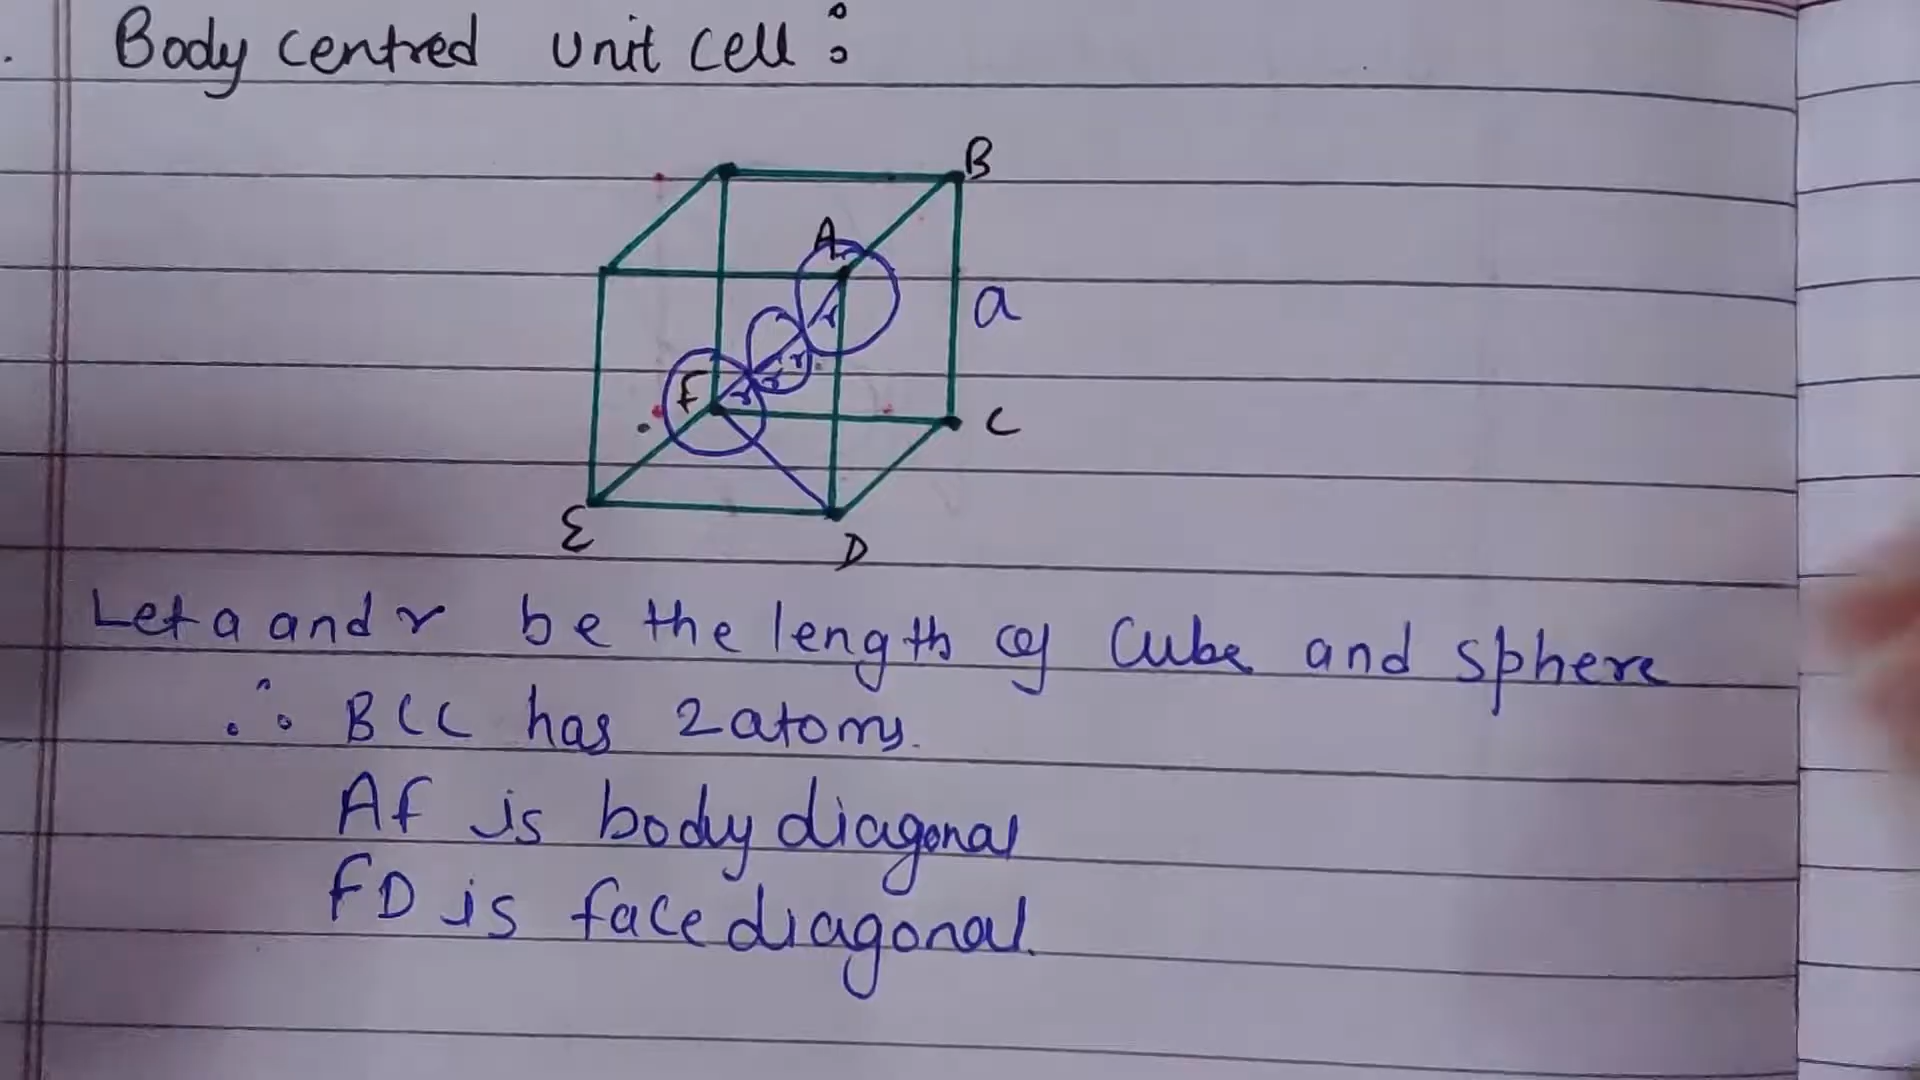 Body centred unit cell:
B
A
a
r
r
r
F
r
C
E
D
Let a and r be the length of Cube and sphere
∴ BCC has 2 atoms.
AF is body diagonal
FD is face diagonal.